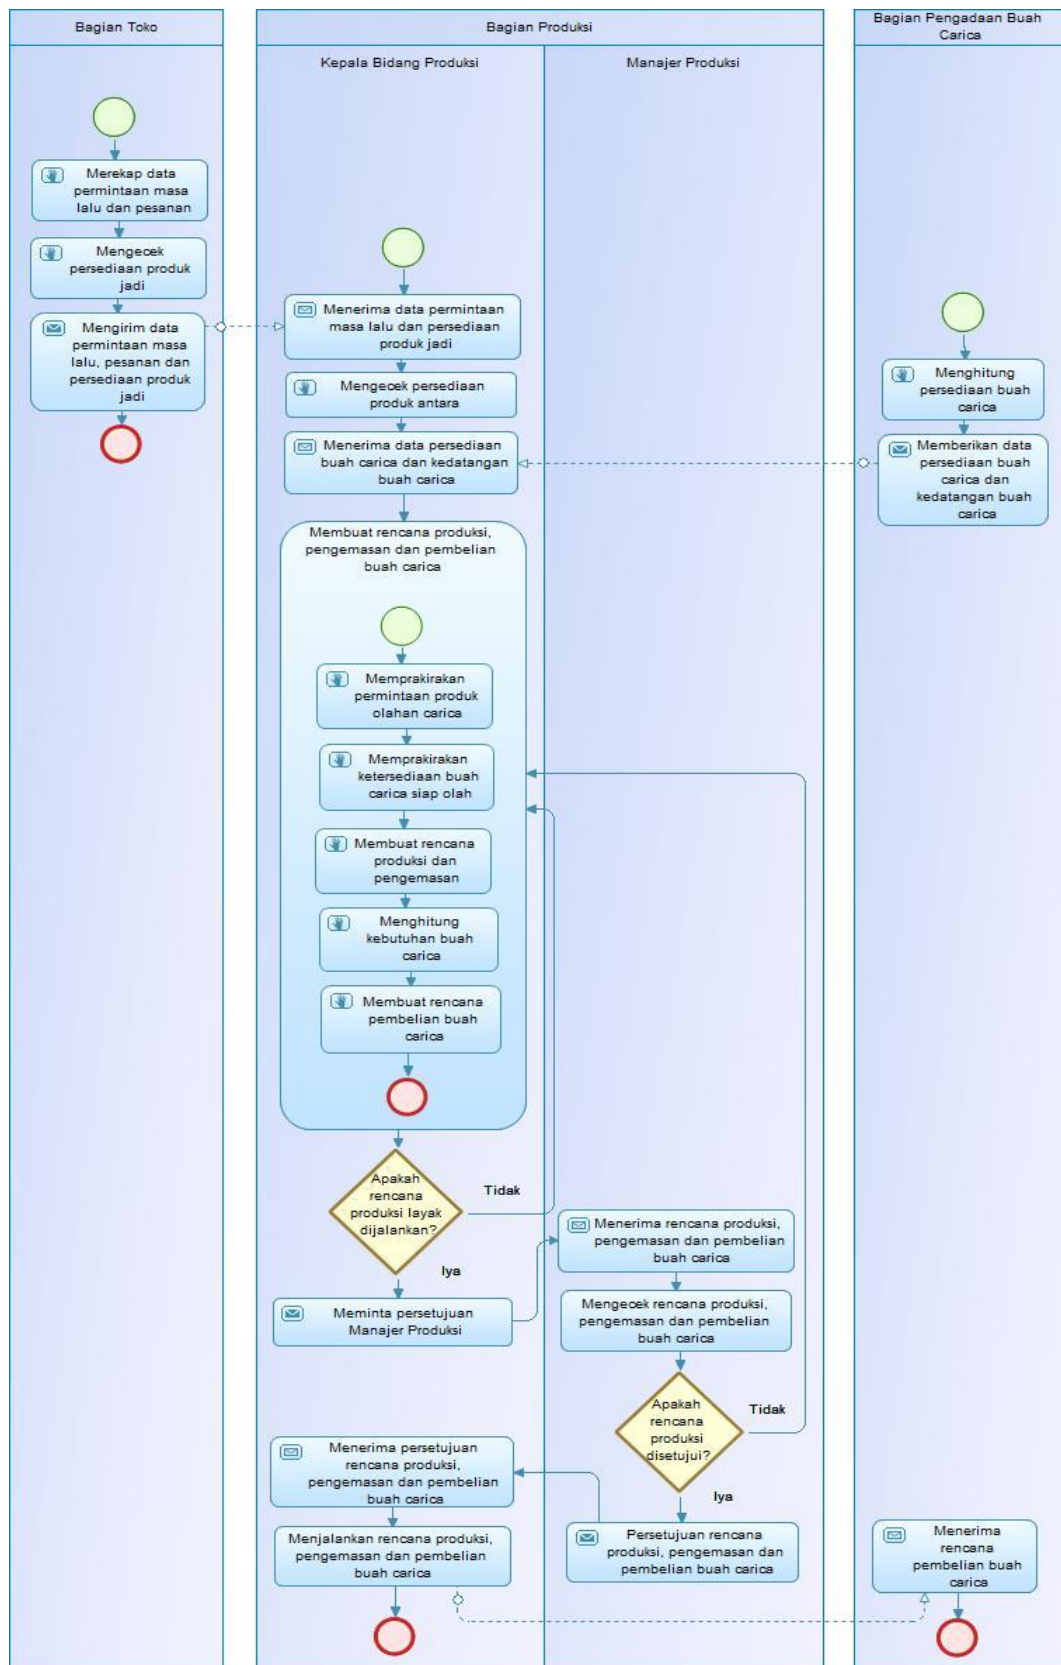 Bagian Toko
Bagian Produksi
Bagian Pengadaan Buah
Carica
Kepala Bidang Produksi
Manajer Produksi
Merekap data
permintaan masa
lalu dan pesanan
Mengecek
persediaan produk
jadi
Mengirim data
permintaan masa
lalu, pesanan dan
persediaan produk
jadi
Menerima data permintaan
masa lalu dan persediaan
produk jadi
Mengecek persediaan
produk antara
Menerima data persediaan
buah carica dan kedatangan
buah carica
Menghitung
persediaan buah
carica
Memberikan data
persediaan buah
carica dan
kedatangan buah
carica
Membuat rencana produksi,
pengemasan dan pembelian
buah carica
Memprakirakan
permintaan produk
olahan carica
Memprakirakan
ketersediaan buah
carica siap olah
Membuat rencana
produksi dan
pengemasan
Menghitung
kebutuhan buah
carica
Membuat rencana
pembelian buah
carica
Apakah
rencana
produksi layak
dijalankan?
Tidak
Iya
Meminta persetujuan
Manajer Produksi
Menerima rencana produksi,
pengemasan dan pembelian
buah carica
Mengecek rencana produksi,
pengemasan dan pembelian
buah carica
Apakah
rencana
produksi
disetujui?
Tidak
Iya
Persetujuan rencana
produksi, pengemasan dan
pembelian buah carica
Menerima persetujuan
rencana produksi,
pengemasan dan pembelian
buah carica
Menjalankan rencana produksi,
pengemasan dan pembelian
buah carica
Menerima
rencana
pembelian buah
carica